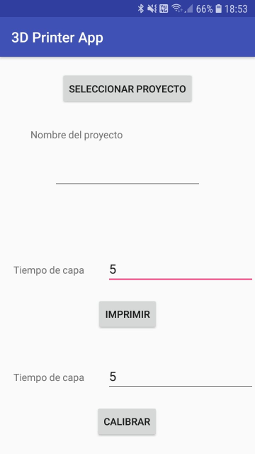 66% 18:53
3D Printer App
SELECCIONAR PROYECTO
Nombre del proyecto
Tiempo de capa 5
IMPRIMIR
Tiempo de capa 5
CALIBRAR